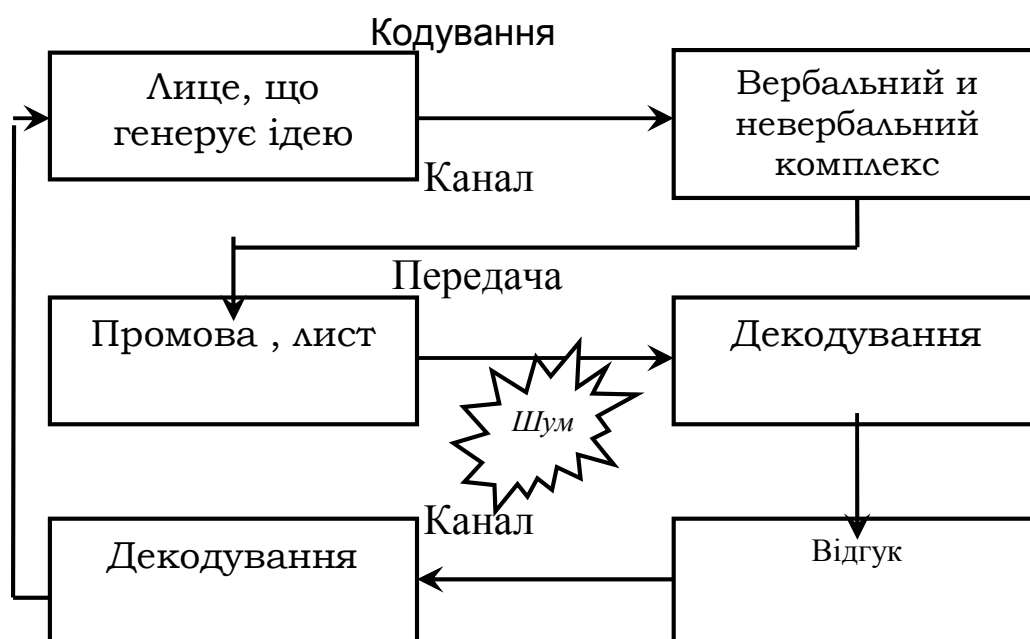 Кодування
Лице, що
генерує ідею
Вербальний и
невербальний
комплекс
Канал
Передача
Промова , лист
Декодування
Шум
Канал
Декодування
Відгук